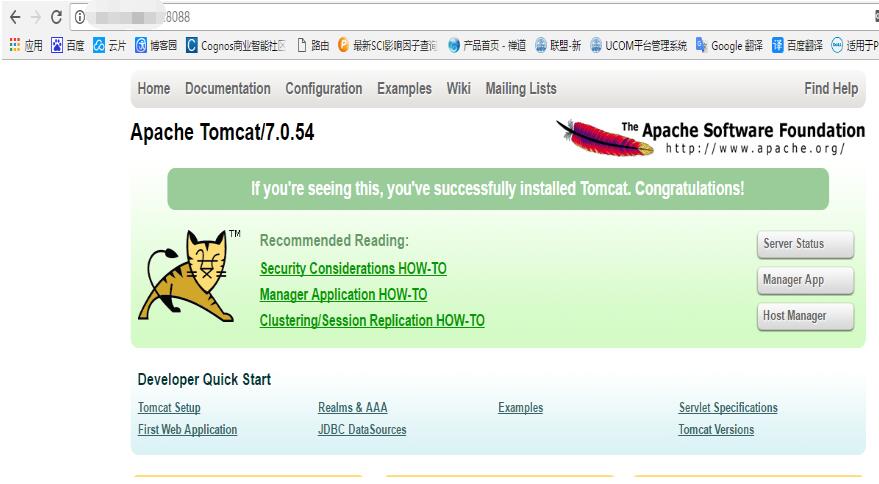 :8088
应用 百度 云片 博客园 Cognos商业智能社区 路由 最新SCI影响因子查询 产品首页 - 禅道 联盟-新 UCOM平台管理系统 Google 翻译 百度翻译 适用于P
Home Documentation Configuration Examples Wiki Mailing Lists Find Help
Apache Tomcat/7.0.54
The Apache Software Foundation
http://www.apache.org/
If you're seeing this, you've successfully installed Tomcat. Congratulations!
TM
Recommended Reading:
Security Considerations HOW-TO
Manager Application HOW-TO
Clustering/Session Replication HOW-TO
Server Status
Manager App
Host Manager
Developer Quick Start
Tomcat Setup Realms & AAA Examples Servlet Specifications
First Web Application JDBC DataSources Tomcat Versions